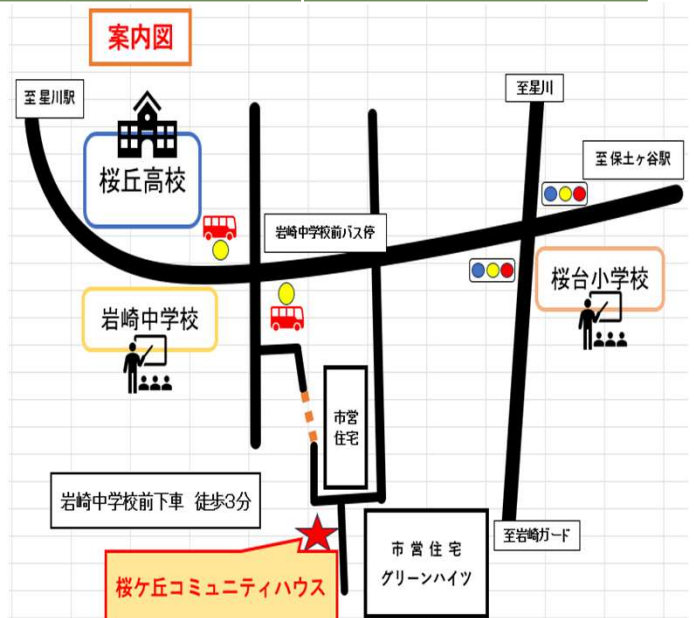 案内図
至星川駅
至星川
桜丘高校
至保土ヶ谷駅
岩崎中学校前バス停
桜台小学校
岩崎中学校
市営
住宅
岩崎中学校前下車 徒歩3分
至岩崎ガード
市営住宅
グリーンハイツ
桜ケ丘コミュニティハウス